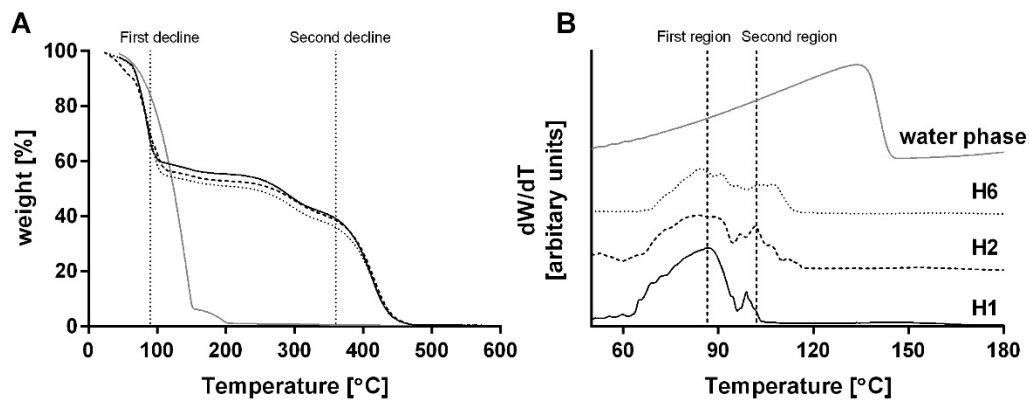 A
First decline
Second decline
100
80
60
40
20
0
weight [%]
0
100
200
300
400
500
600
Temperature [°C]
B
First region
Second region
water phase
H6
H2
H1
dW/dT
[arbitary units]
60
90
120
150
180
Temperature [°C]